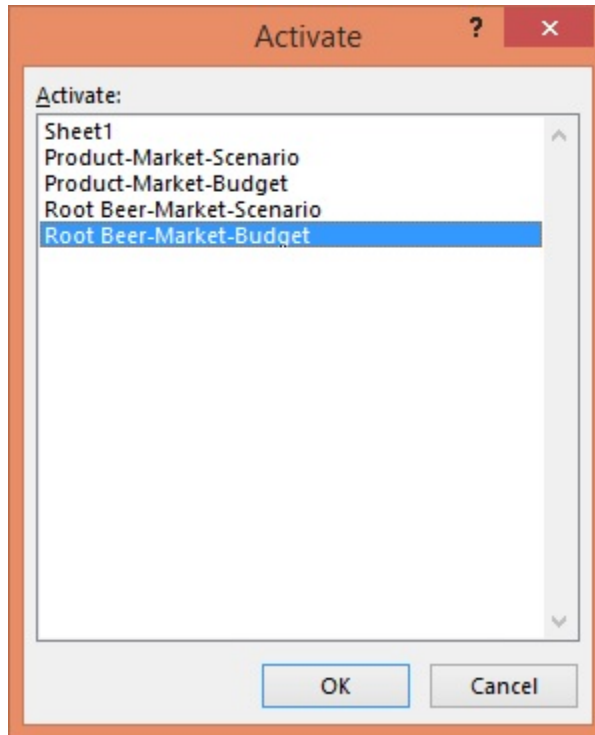 Activate
?
×
Activate:
Sheet1
Product-Market-Scenario
Product-Market-Budget
Root Beer-Market-Scenario
Root Beer-Market-Budget
OK
Cancel